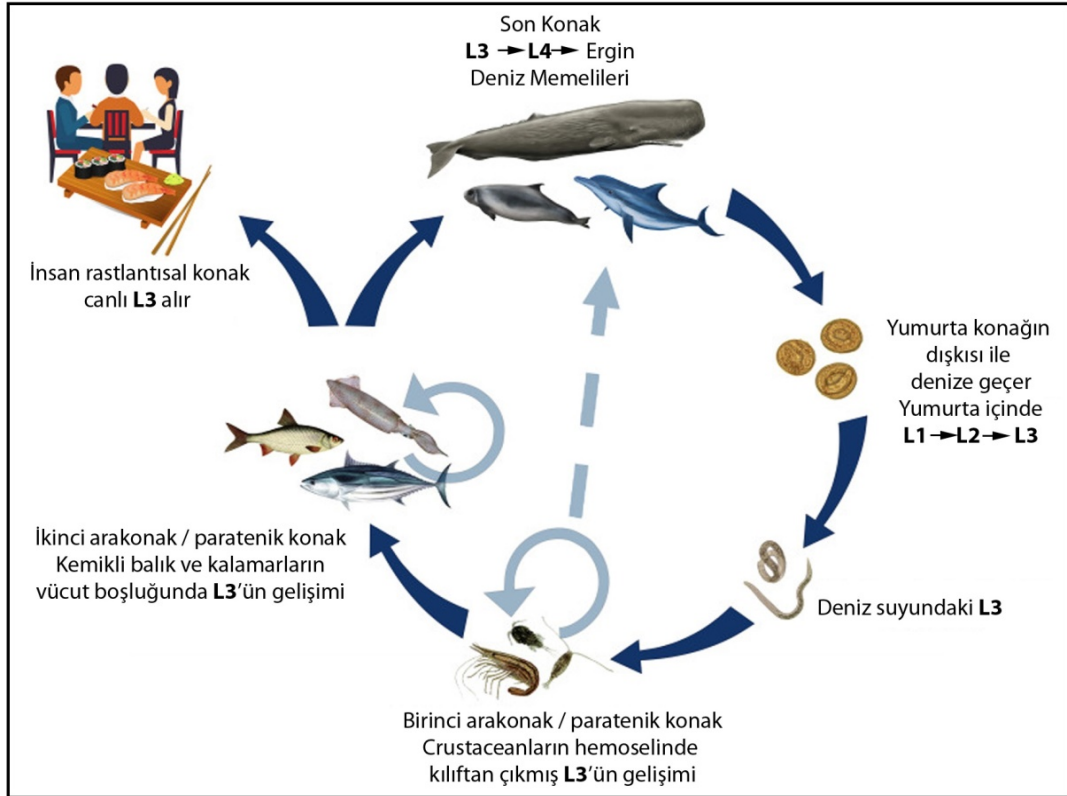 Son Konak
L3 → L4 → Ergin
Deniz Memelileri
İnsan rastlantısal konak
canlı L3 alır
Yumurta konağın
dışkısı ile
denize geçer
Yumurta içinde
L1 → L2 → L3
Deniz suyundaki L3
Birinci arakonak / paratenik konak
Crustaceanların hemoselinde
kılıftan çıkmış L3'ün gelişimi
İkinci arakonak / paratenik konak
Kemikli balık ve kalamarların
vücut boşluğunda L3'ün gelişimi